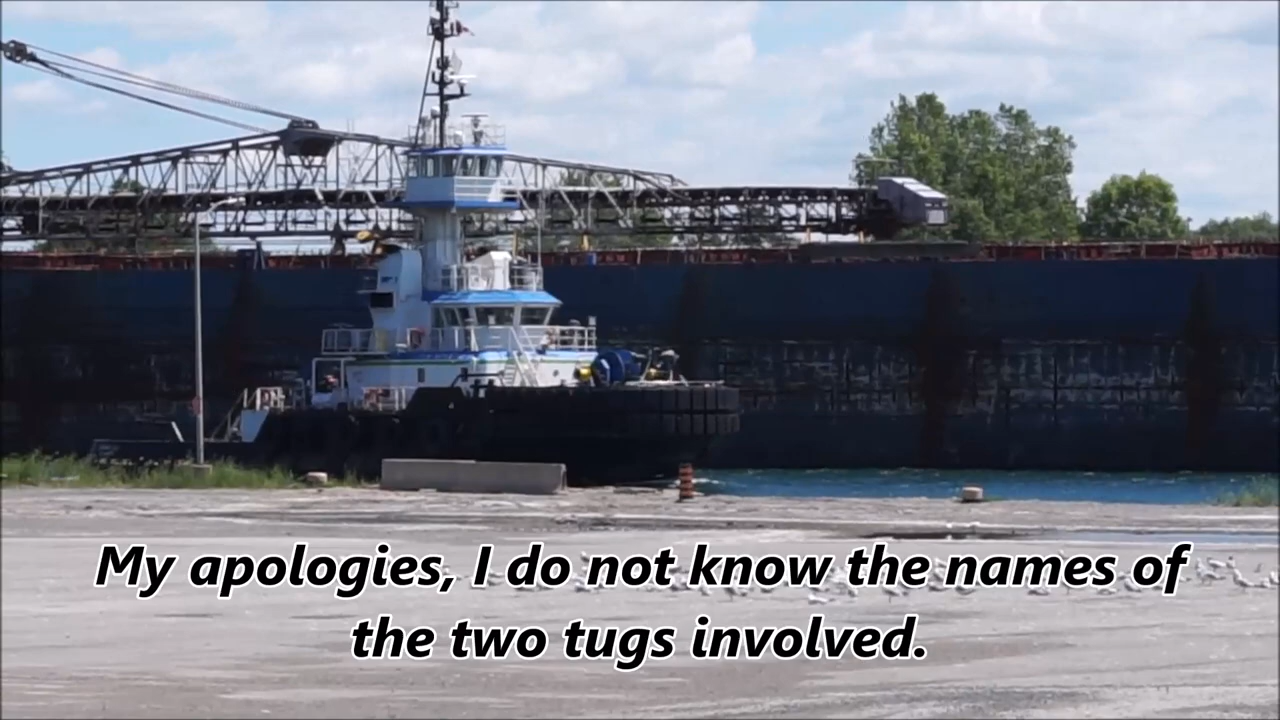 My apologies, I do not know the names of
the two tugs involved.